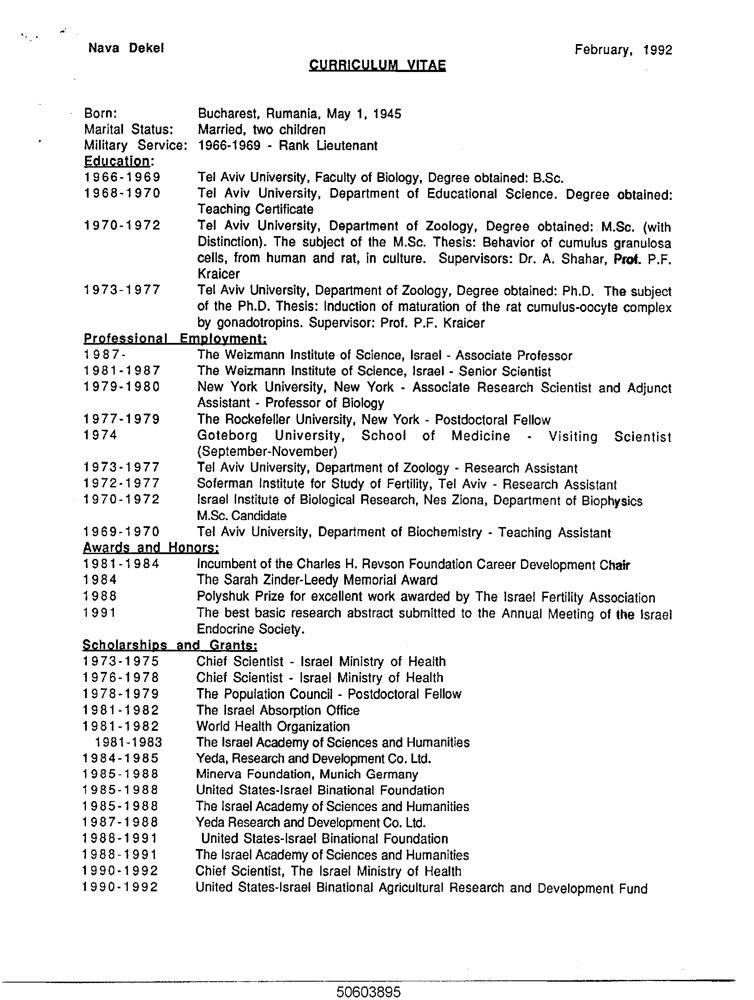 Nava Dekel
February, 1992
CURRICULUM VITAE
Born: Bucharest, Rumania, May 1, 1945
Marital Status: Married, two children
Military Service: 1966-1969 - Rank Lieutenant
Education:
1966-1969 Tel Aviv University, Faculty of Biology, Degree obtained: B.Sc.
1968-1970 Tel Aviv University, Department of Educational Science. Degree obtained:
Teaching Certificate
1970-1972 Tel Aviv University, Department of Zoology, Degree obtained: M.Sc. (with
Distinction). The subject of the M.Sc. Thesis: Behavior of cumulus granulosa
cells, from human and rat, in culture. Supervisors: Dr. A. Shahar, Prof. P.F.
Kraicer
1973-1977 Tel Aviv University, Department of Zoology, Degree obtained: Ph.D. The subject
of the Ph.D. Thesis: Induction of maturation of the rat cumulus-oocyte complex
by gonadotropins. Supervisor: Prof. P.F. Kraicer
Professional Employment:
1987- The Weizmann Institute of Science, Israel - Associate Professor
1981-1987 The Weizmann Institute of Science, Israel - Senior Scientist
1979-1980 New York University, New York - Associate Research Scientist and Adjunct
Assistant - Professor of Biology
1977-1979 The Rockefeller University, New York - Postdoctoral Fellow
1974 Goteborg University, School of Medicine - Visiting Scientist
(September-November)
1973-1977 Tel Aviv University, Department of Zoology - Research Assistant
1972-1977 Soferman Institute for Study of Fertility, Tel Aviv - Research Assistant
1970-1972 Israel Institute of Biological Research, Nes Ziona, Department of Biophysics
M.Sc. Candidate
1969-1970 Tel Aviv University, Department of Biochemistry - Teaching Assistant
Awards and Honors:
1981-1984 Incumbent of the Charles H. Revson Foundation Career Development Chair
1984 The Sarah Zinder-Leedy Memorial Award
1988 Polyshuk Prize for excellent work awarded by The Israel Fertility Association
1991 The best basic research abstract submitted to the Annual Meeting of the Israel
Endocrine Society.
Scholarships and Grants:
1973-1975 Chief Scientist - Israel Ministry of Health
1976-1978 Chief Scientist - Israel Ministry of Health
1978-1979 The Population Council - Postdoctoral Fellow
1981-1982 The Israel Absorption Office
1981-1982 World Health Organization
1981-1983 The Israel Academy of Sciences and Humanities
1984-1985 Yeda, Research and Development Co. Ltd.
1985-1988 Minerva Foundation, Munich Germany
1985-1988 United States-Israel Binational Foundation
1985-1988 The Israel Academy of Sciences and Humanities
1987-1988 Yeda Research and Development Co. Ltd.
1988-1991 United States-Israel Binational Foundation
1988-1991 The Israel Academy of Sciences and Humanities
1990-1992 Chief Scientist, The Israel Ministry of Health
1990-1992 United States-Israel Binational Agricultural Research and Development Fund
50603895